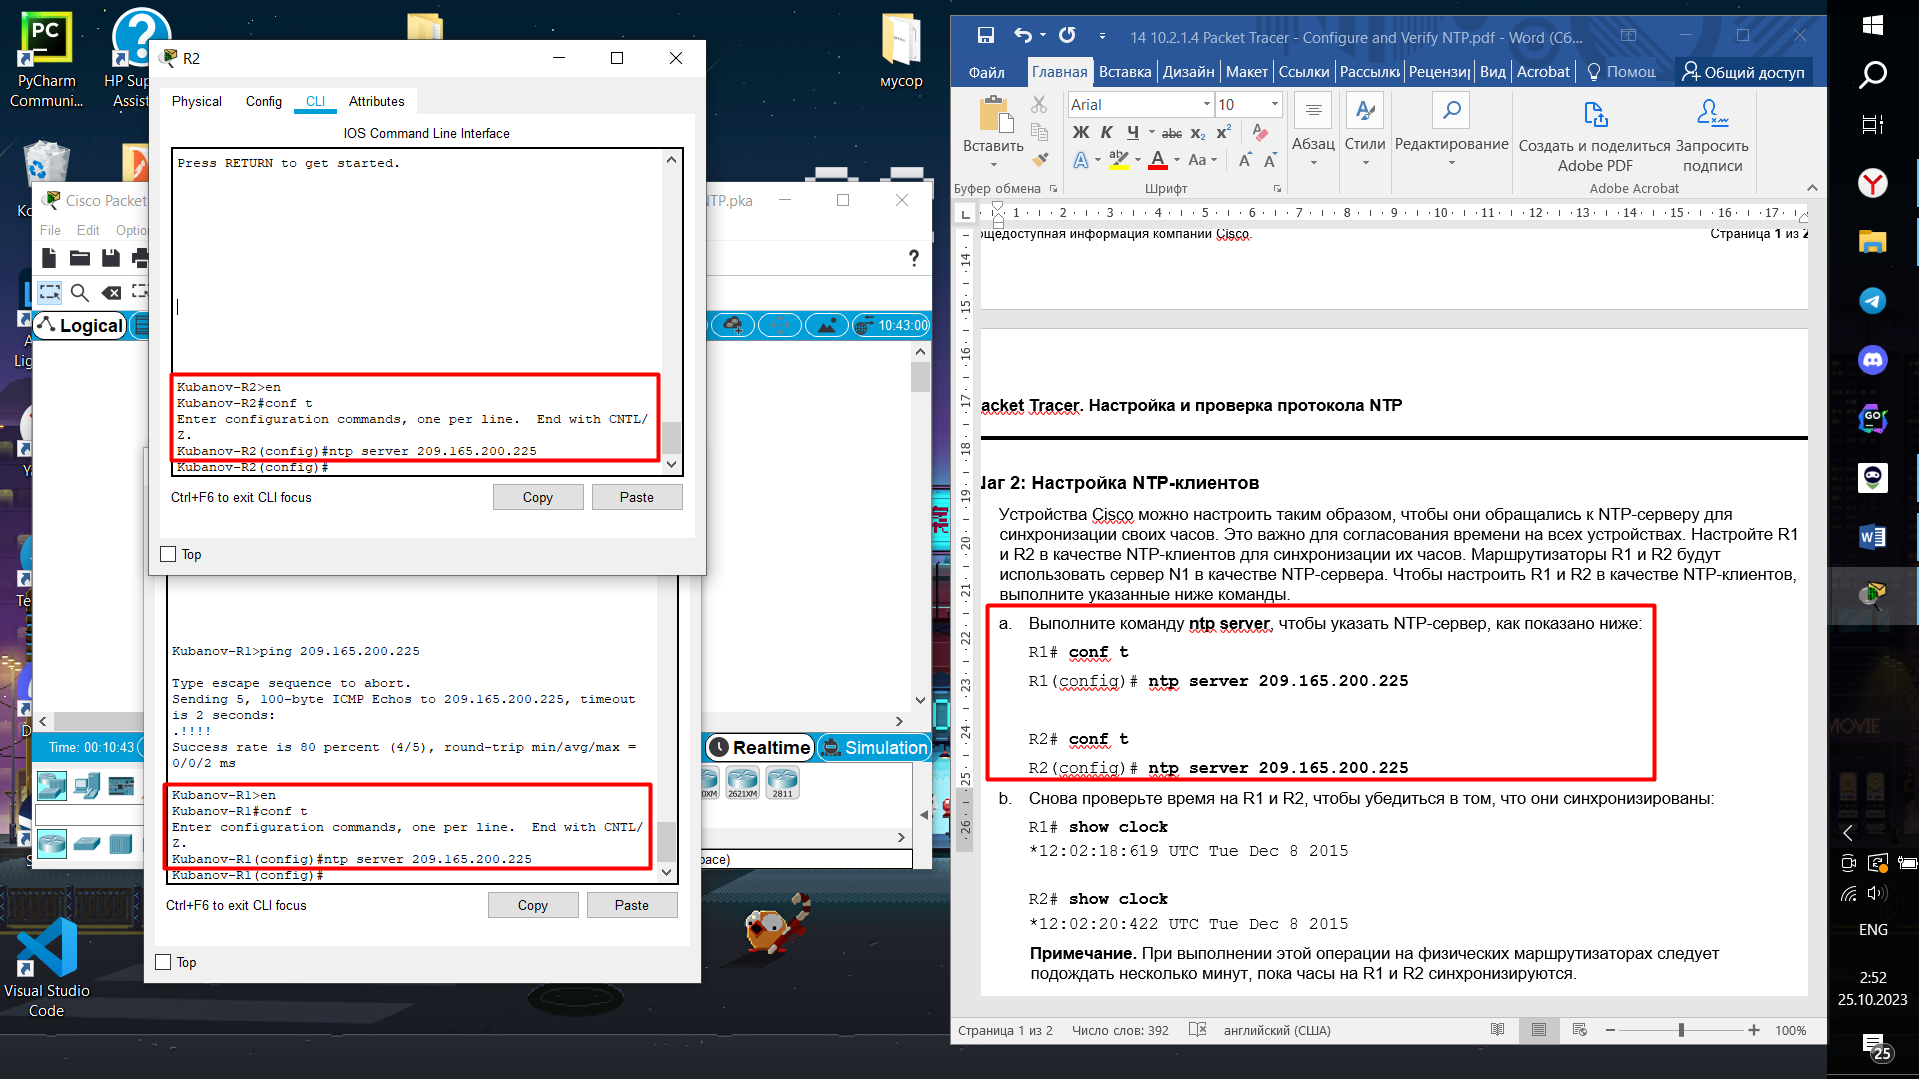 PyCharm
Communi...
HP Sup
Assist
мусор
R2
Physical
Config
CLI
Attributes
IOS Command Line Interface
Press RETURN to get started.
Kubanov-R2>en
Kubanov-R2#conf t
Enter configuration commands, one per line.  End with CNTL/
Z.
Kubanov-R2(config)#ntp server 209.165.200.225
Kubanov-R2(config)#
Ctrl+F6 to exit CLI focus
Copy
Paste
Top
Cisco Packet
NTP.pka
File
Edit
Optio
Logical
10:43:00
Kubanov-R1>ping 209.165.200.225
Type escape sequence to abort.
Sending 5, 100-byte ICMP Echos to 209.165.200.225, timeout
is 2 seconds:
.!!!!
Success rate is 80 percent (4/5), round-trip min/avg/max =
0/0/2 ms
Kubanov-R1>en
Kubanov-R1#conf t
Enter configuration commands, one per line.  End with CNTL/
Z.
Kubanov-R1(config)#ntp server 209.165.200.225
Kubanov-R1(config)#
Ctrl+F6 to exit CLI focus
Copy
Paste
Top
Time: 00:10:43
Realtime
Simulation
2621XM
2811
Visual Studio
Code
14 10.2.1.4 Packet Tracer - Configure and Verify NTP.pdf - Word (Сб...
Файл
Главная
Вставка
Дизайн
Макет
Ссылки
Рассылки
Реценз
Вид
Acrobat
Помощ
Общий доступ
Arial
10
Вставить
Абзац
Стили
Редактирование
Создать и поделиться
Adobe PDF
Запросить
подписи
Буфер обмена
Шрифт
Adobe Acrobat
1 2 3 4 5 6 7 8 9 10 11 12 13 14 15 16 17
щедоступная информация компании Cisco.
Страница 1 из 2
acket Tracer. Настройка и проверка протокола NTP
Шаг 2: Настройка NTP-клиентов
Устройства Cisco можно настроить таким образом, чтобы они обращались к NTP-серверу для
синхронизации своих часов. Это важно для согласования времени на всех устройствах. Настройте R1
и R2 в качестве NTP-клиентов для синхронизации их часов. Маршрутизаторы R1 и R2 будут
использовать сервер N1 в качестве NTP-сервера. Чтобы настроить R1 и R2 в качестве NTP-клиентов,
выполните указанные ниже команды.
a. Выполните команду ntp server, чтобы указать NTP-сервер, как показано ниже:
R1# conf t
R1(config)# ntp server 209.165.200.225
R2# conf t
R2(config)# ntp server 209.165.200.225
b. Снова проверьте время на R1 и R2, чтобы убедиться в том, что они синхронизированы:
R1# show clock
*12:02:18:619 UTC Tue Dec 8 2015
R2# show clock
*12:02:20:422 UTC Tue Dec 8 2015
Примечание. При выполнении этой операции на физических маршрутизаторах следует
подождать несколько минут, пока часы на R1 и R2 синхронизируются.
Страница 1 из 2
Число слов: 392
английский (США)
100%
ENG
2:52
25.10.2023
25